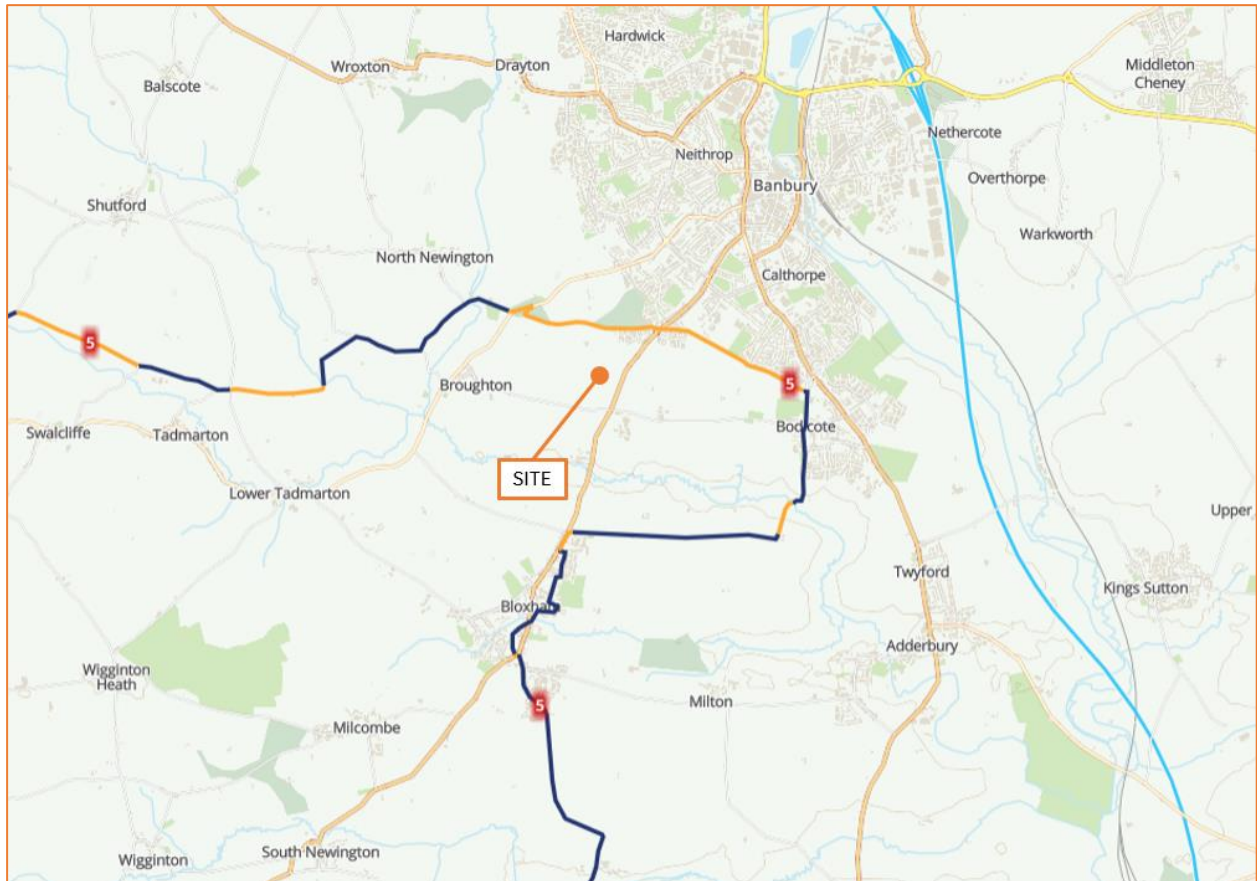 Hardwick
Wroxton
Drayton
Middleton
Cheney
Balscote
Nethercote
Neithrop
Overthorpe
Banbury
Shutford
Warkworth
North Newington
Calthorpe
5
5
Broughton
Bodicote
Swalcliffe
Tadmarton
SITE
Lower Tadmarton
Upper
Twyford
Kings Sutton
Bloxham
Adderbury
Wigginton
Heath
Milton
5
Milcombe
South Newington
Wigginton